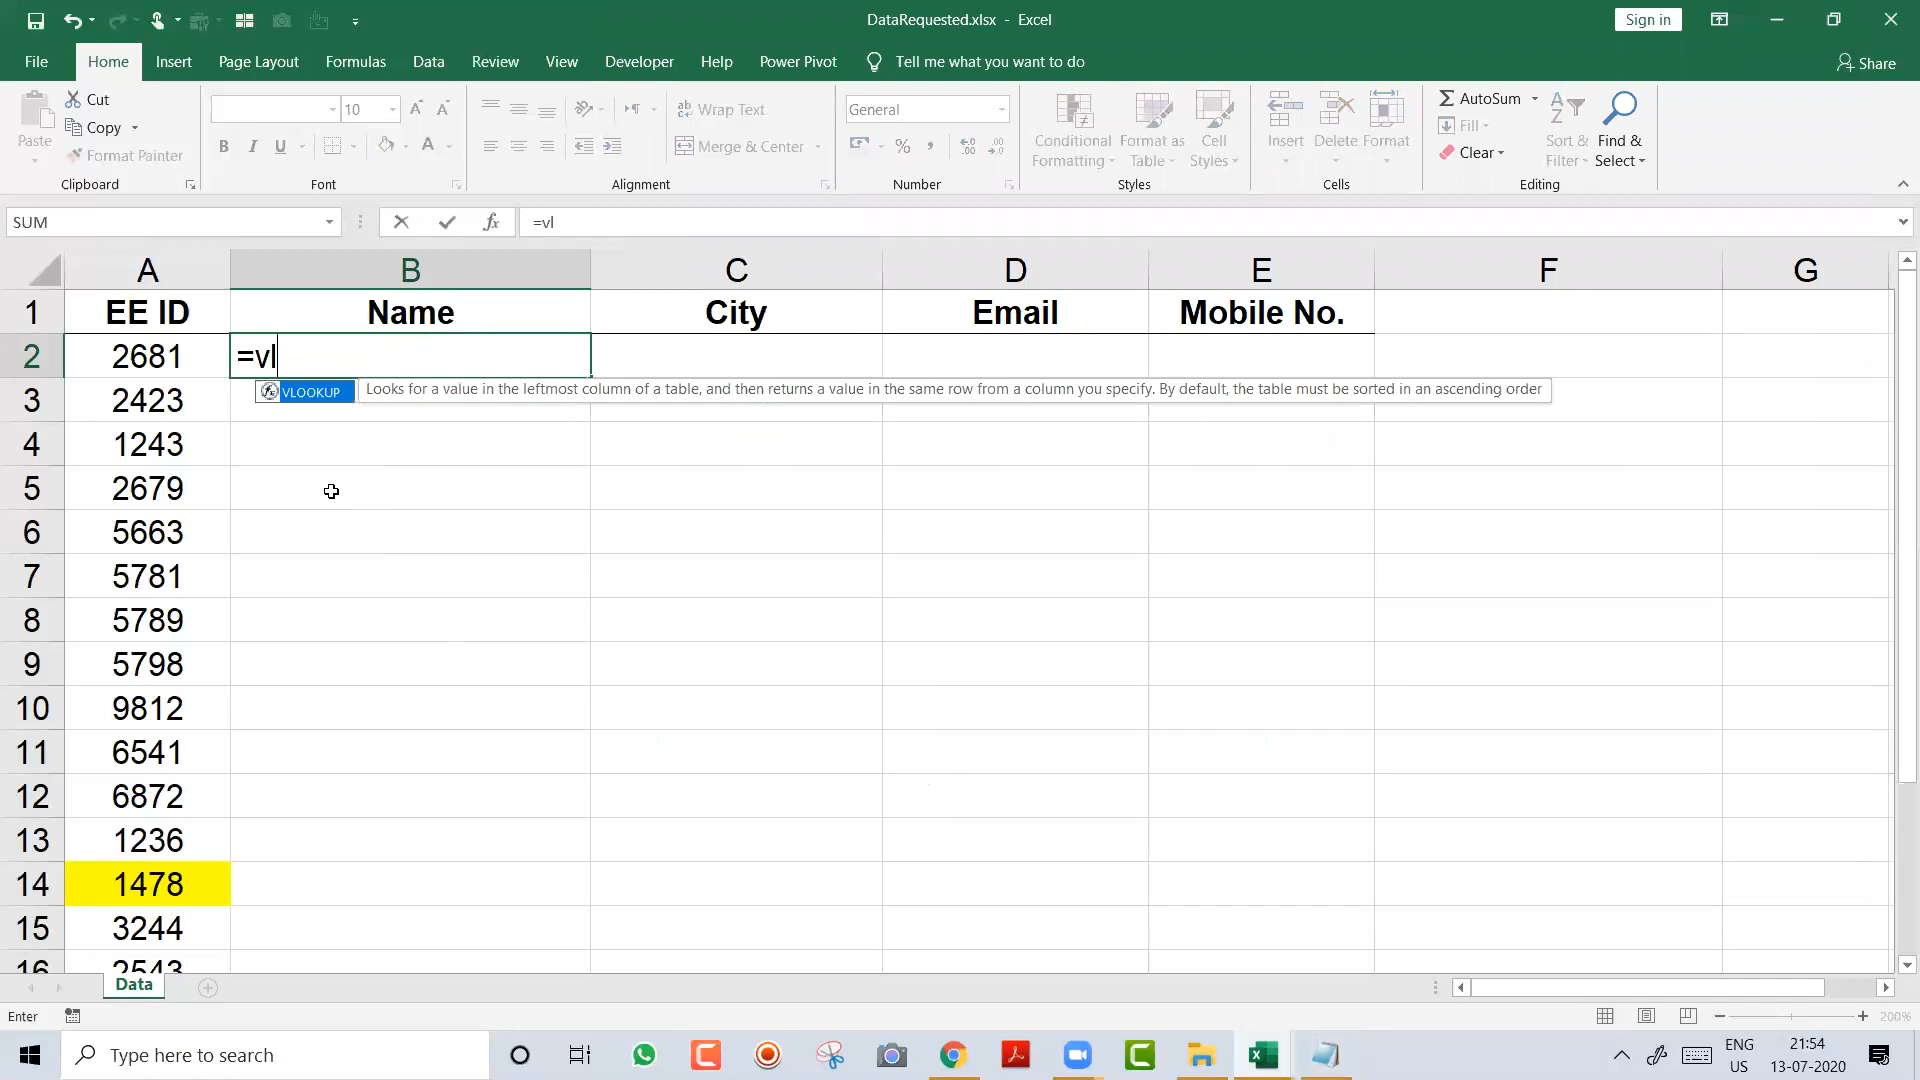 DataRequested.xlsx - Excel
Sign in
File Home Insert Page Layout Formulas Data Review View Developer Help Power Pivot Tell me what you want to do Share
Paste
Cut
Copy
Format Painter
Clipboard
10
B I U A
Font
Wrap Text
Merge & Center
Alignment
General
%
Number
Conditional Formatting
Format as Table
Cell Styles
Styles
Insert Delete Format
Cells
AutoSum
Fill
Clear
Sort & Filter
Find & Select
Editing
SUM fx =vl
A B C D E F G
1 EE ID Name City Email Mobile No.
2 2681 =vl
VLOOKUP Looks for a value in the leftmost column of a table, and then returns a value in the same row from a column you specify. By default, the table must be sorted in an ascending order
3 2423
4 1243
5 2679
6 5663
7 5781
8 5789
9 5798
10 9812
11 6541
12 6872
13 1236
14 1478
15 3244
16 2543
Data
Enter 200%
Type here to search
ENG
US
21:54
13-07-2020